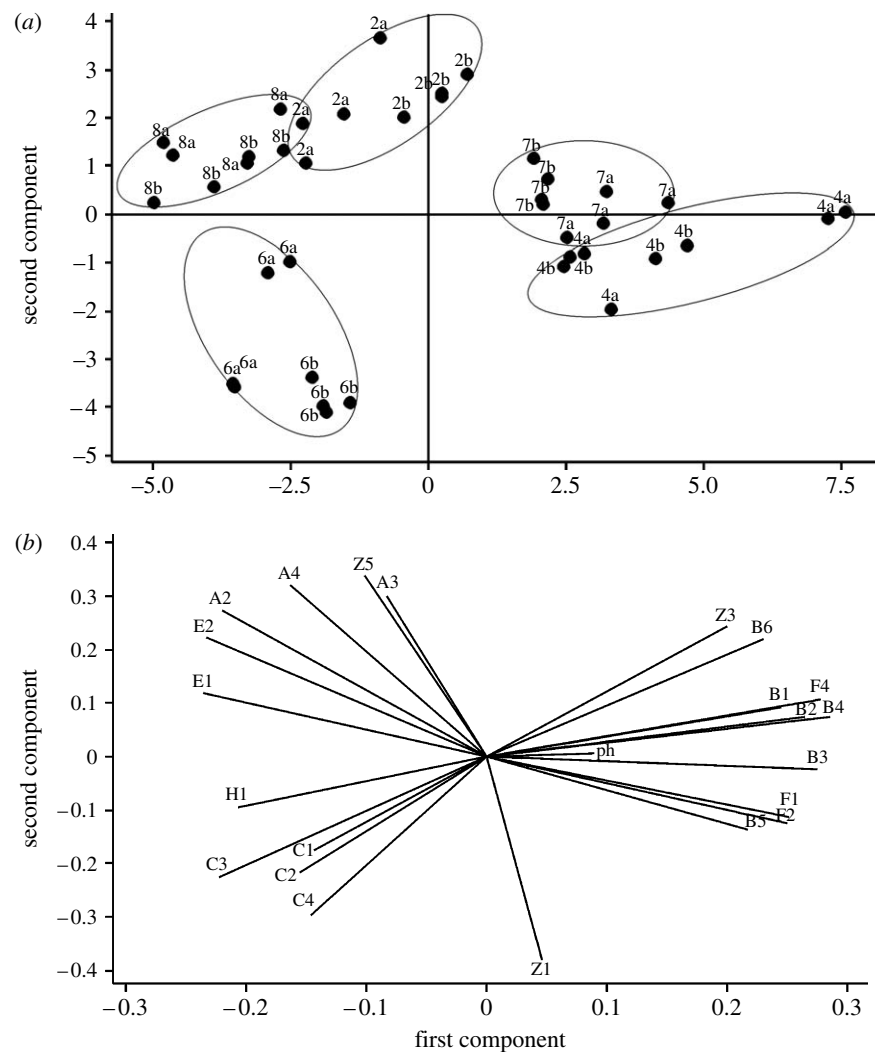 (a)
4
3
2
1
0
−1
−2
−3
−4
−5
second component
2a
2b
8a
2a
2a
2b
2b
2b
8a
8a
8b
8b
2a
8a
8b
8b
7b
7b
7b
7b
7a
7a
7a
7a
4a
4a
4a
4b
4b
4b
4b
4a
6a
6a
6a
6a
6b
6b
6b
6b
−5.0
−2.5
0
2.5
5.0
7.5
(b)
0.4
0.3
0.2
0.1
0
−0.1
−0.2
−0.3
−0.4
second component
Z5
A4
A3
A2
E2
E1
Z3
B6
F4
B1
B2
B4
ph
B3
H1
F1
F2
B5
C1
C3
C2
C4
Z1
−0.3
−0.2
−0.1
0
0.1
0.2
0.3
first component